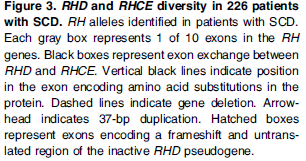 Figure 3. RHD and RHCE diversity in 226 patients
with SCD. RH alleles identified in patients with SCD.
Each gray box represents 1 of 10 exons in the RH
genes. Black boxes represent exon exchange between
RHD and RHCE. Vertical black lines indicate position
in the exon encoding amino acid substitutions in the
protein. Dashed lines indicate gene deletion. Arrow-
head indicates 37-bp duplication. Hatched boxes
represent exons encoding a frameshift and untrans-
lated region of the inactive RHD pseudogene.